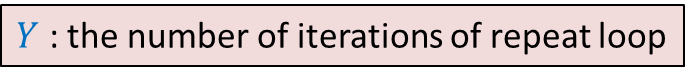 Y : the number of iterations of repeat loop